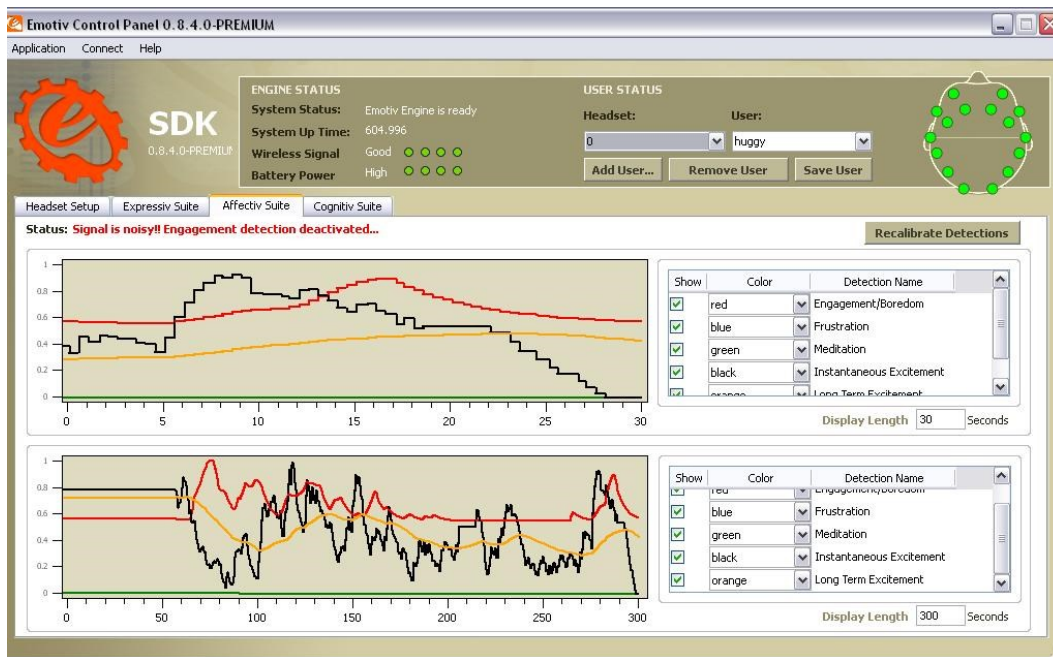 Emotiv Control Panel 0.8.4.0-PREMIUM
Application Connect Help
SDK
0.8.4.0-PREMIUM
ENGINE STATUS
System Status: Emotiv Engine is ready
System Up Time: 604.996
Wireless Signal Good
Battery Power High
USER STATUS
Headset: User:
0 huggy
Add User... Remove User Save User
Headset Setup Expressiv Suite Affectiv Suite Cognitiv Suite
Status: Signal is noisy!! Engagement detection deactivated...
Recalibrate Detections
1
0.8
0.6
0.4
0.2
0
0 5 10 15 20 25 30
Show Color Detection Name
red Engagement/Boredom
blue Frustration
green Meditation
black Instantaneous Excitement
orange Long Term Excitement
Display Length 30 Seconds
1
0.8
0.6
0.4
0.2
0
0 50 100 150 200 250 300
Show Color Detection Name
red Engagement/Boredom
blue Frustration
green Meditation
black Instantaneous Excitement
orange Long Term Excitement
Display Length 300 Seconds